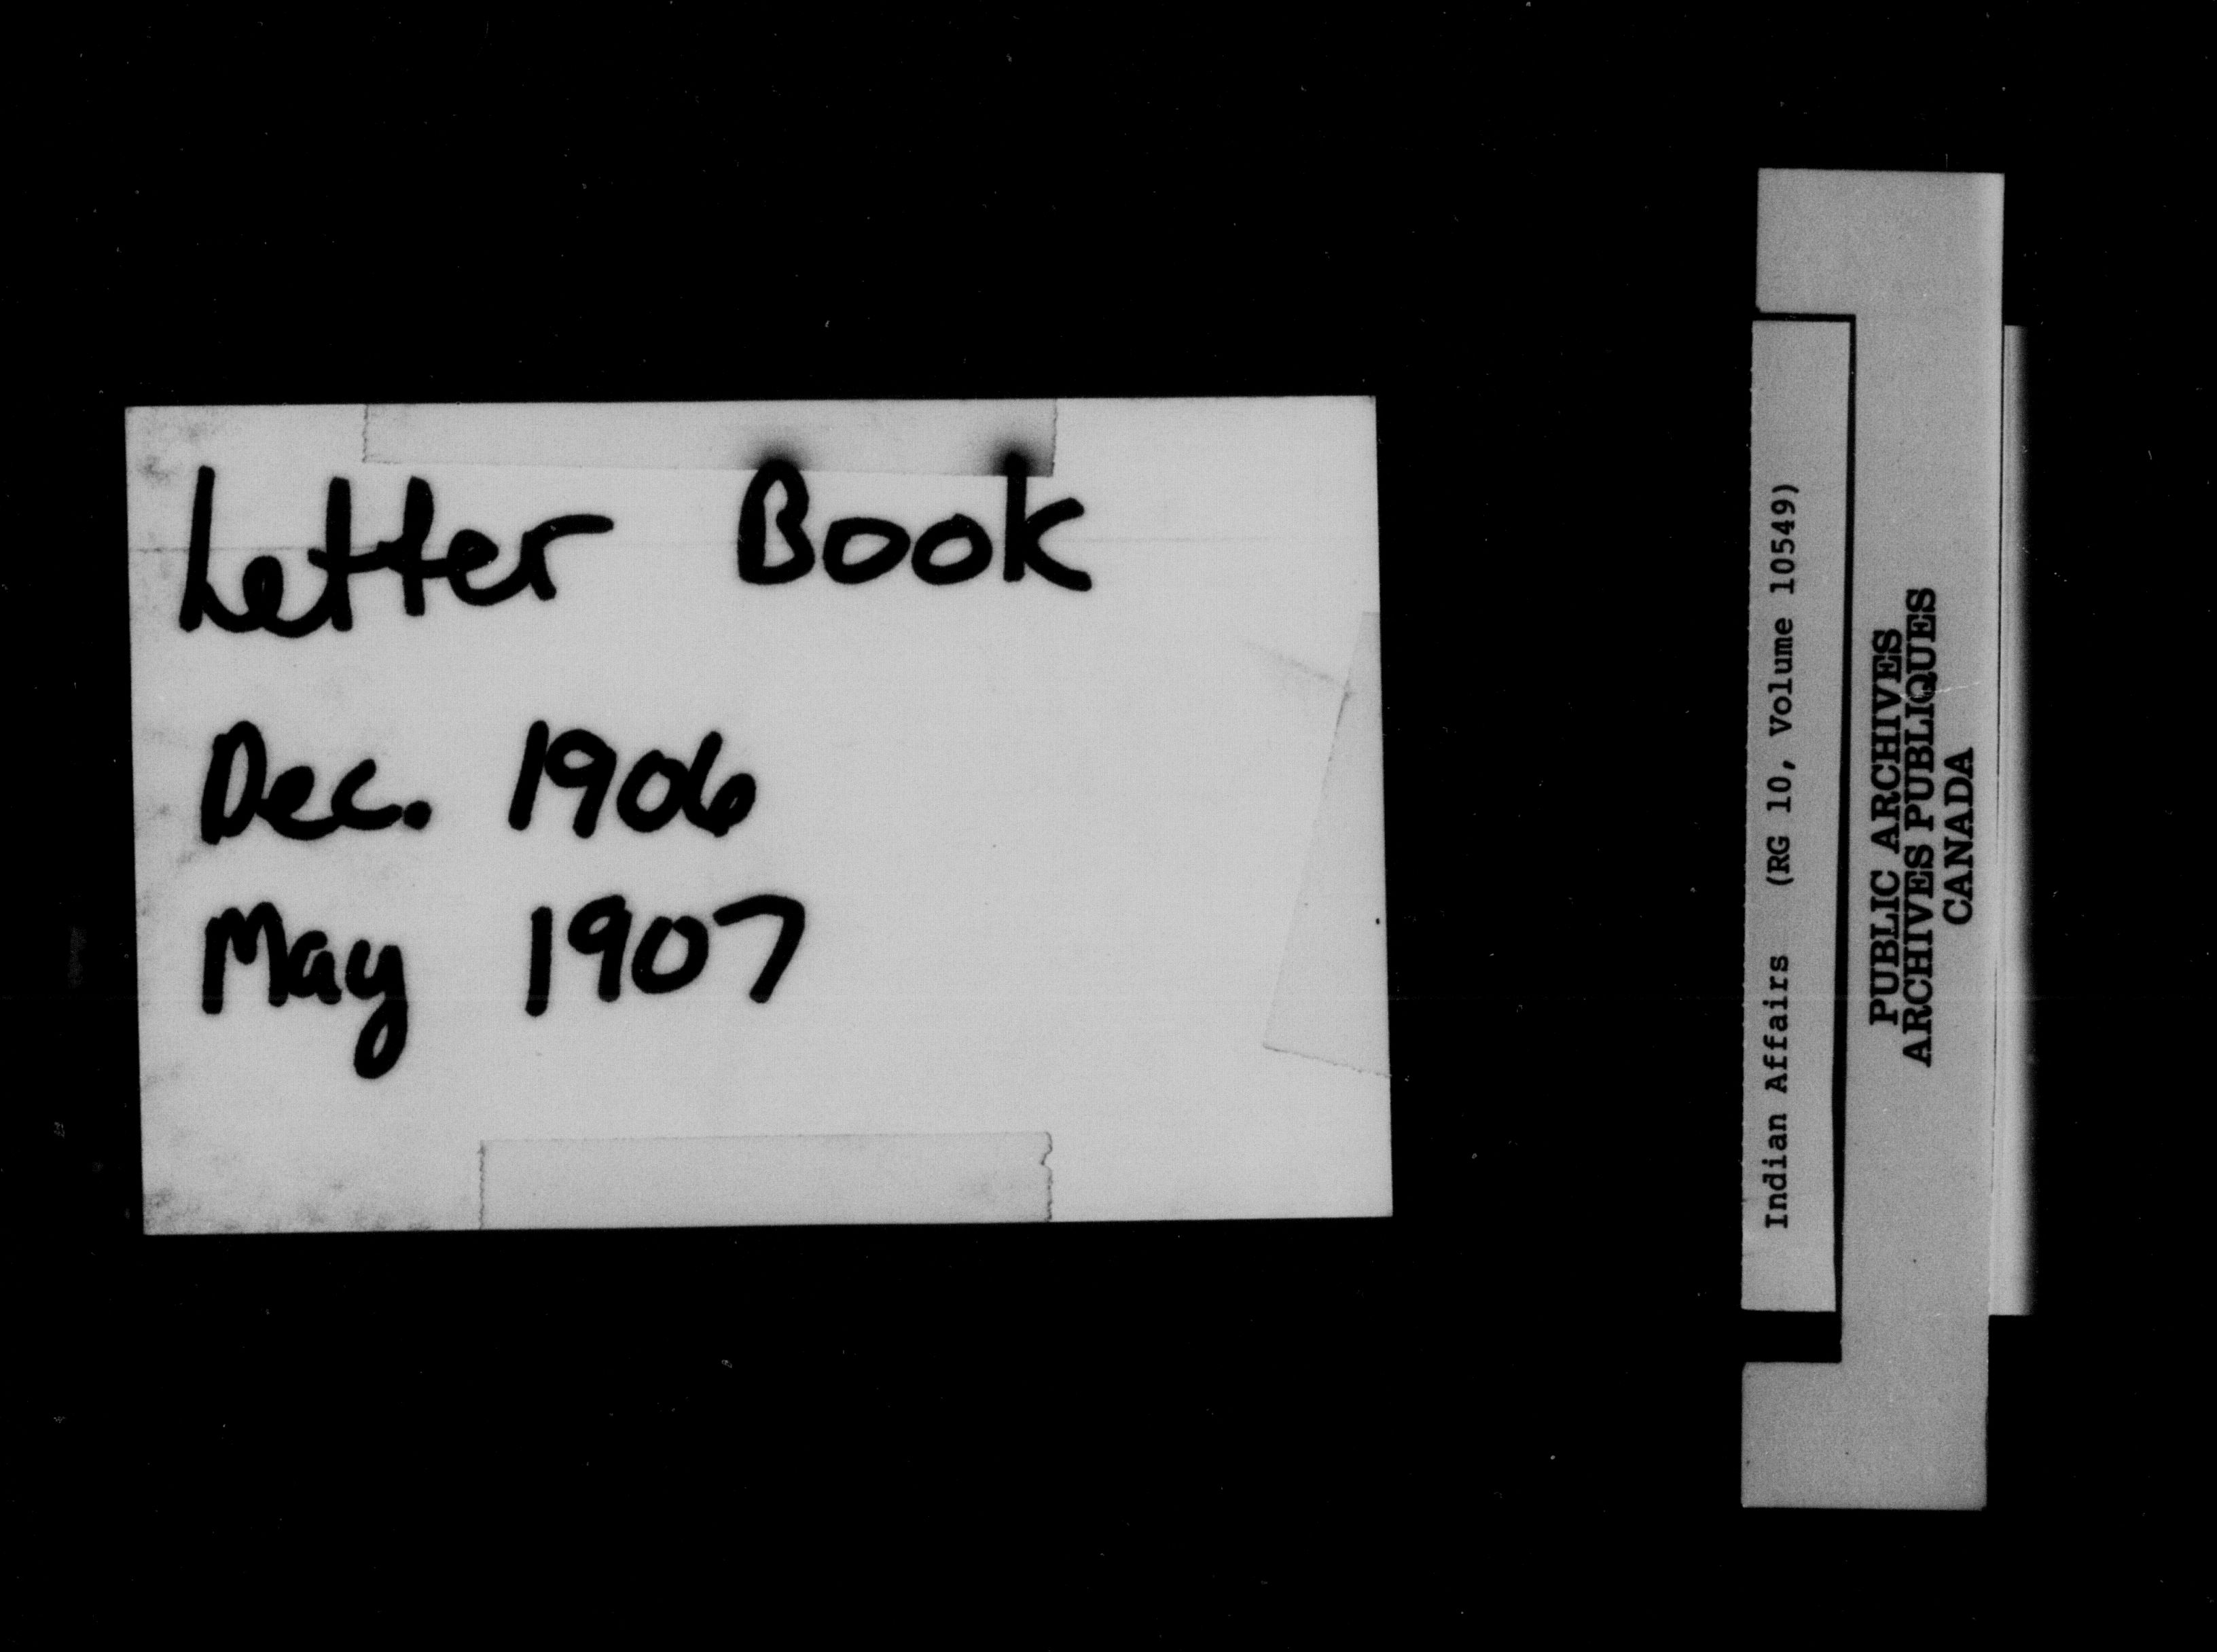 Letter Book
Dec. 1906
May 1907
Indian Affairs (RG 10, Volume 10549)
PUBLIC ARCHIVES
ARCHIVES PUBLIQUES
CANADA